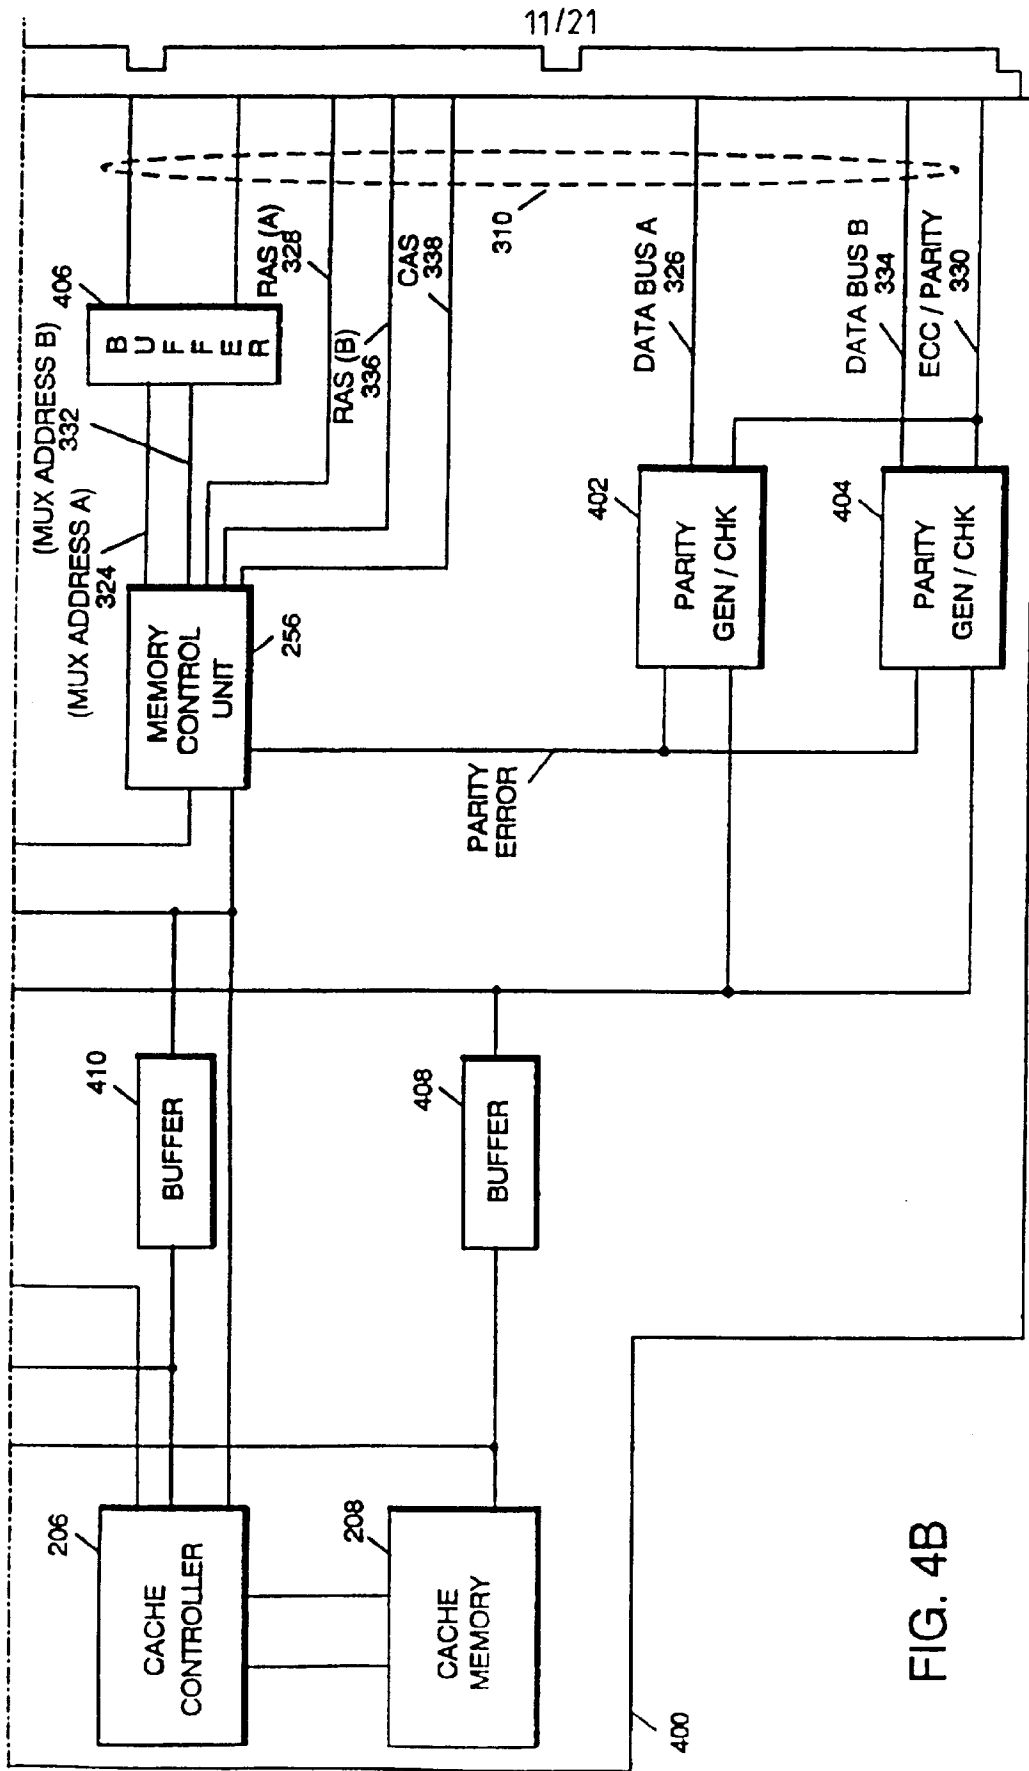 11/21
206
CACHE
CONTROLLER
208
CACHE
MEMORY
410
BUFFER
408
BUFFER
(MUX ADDRESS A)
324
(MUX ADDRESS B)
332
MEMORY
CONTROL
UNIT
256
406
BUFFER
RAS (A)
328
RAS (B)
336
CAS
338
310
PARITY
ERROR
402
PARITY
GEN / CHK
DATA BUS A
326
404
PARITY
GEN / CHK
DATA BUS B
334
ECC / PARITY
330
400
FIG. 4B